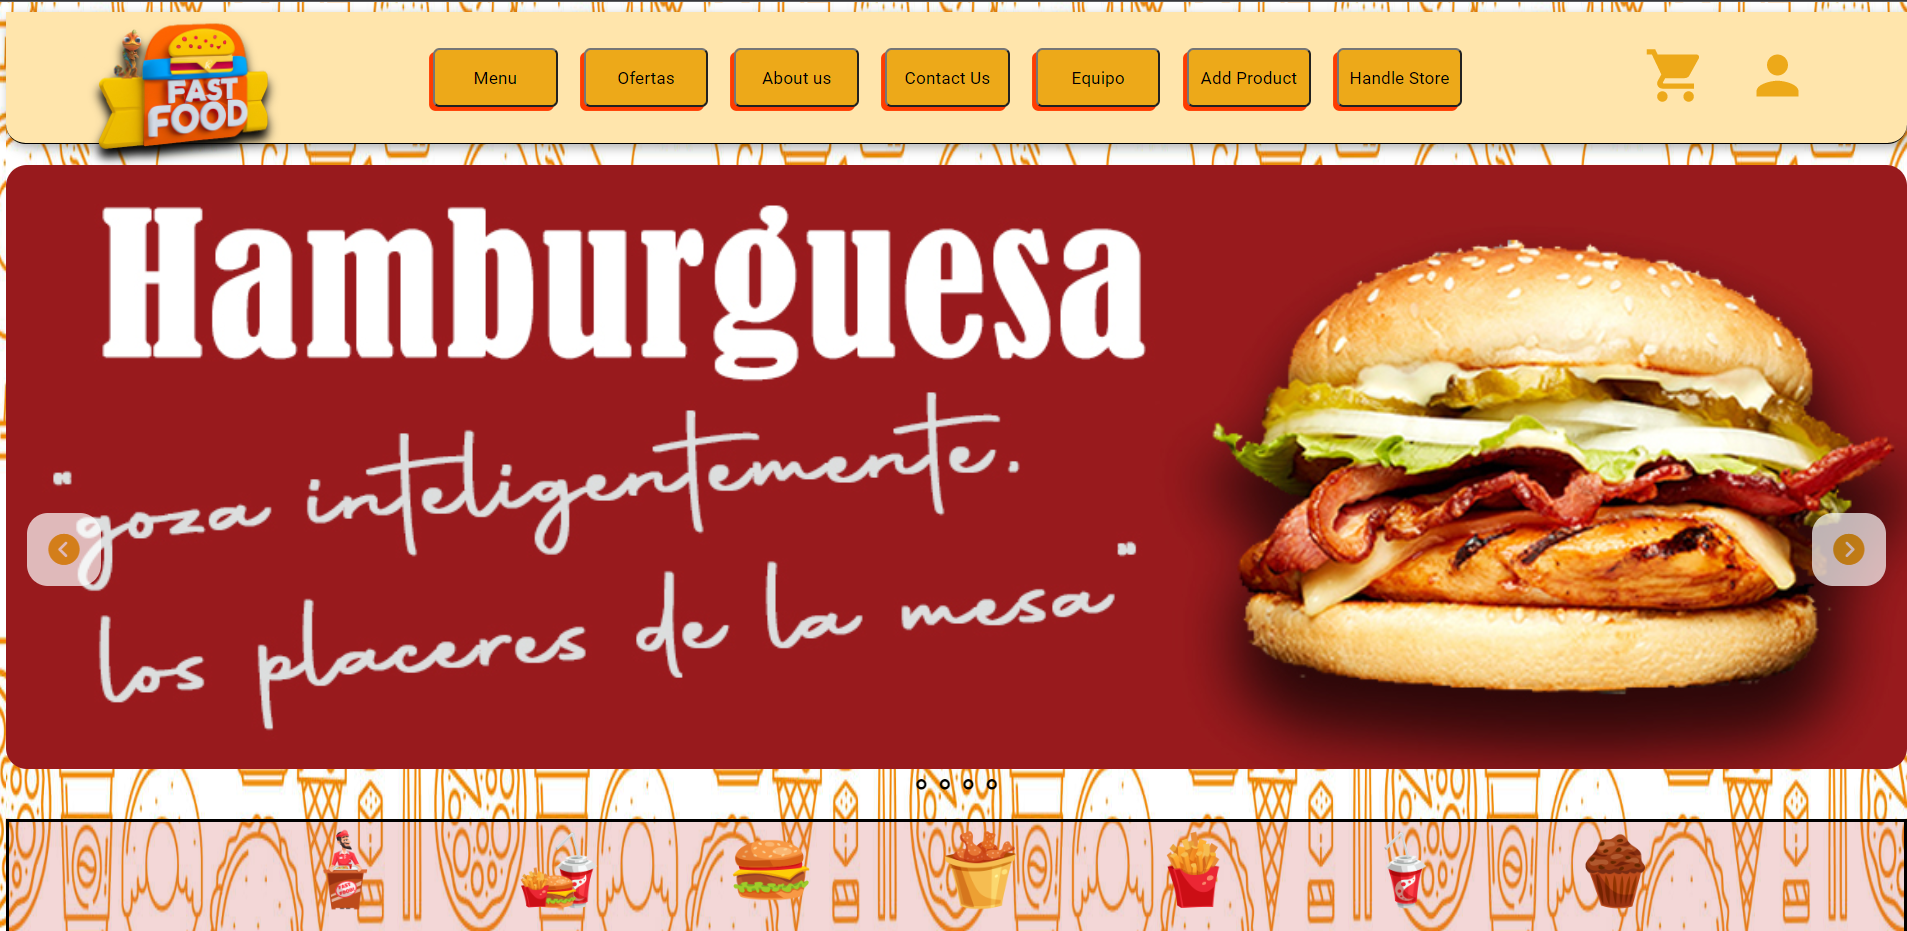 FAST
FOOD
Menu
Ofertas
About us
Contact Us
Equipo
Add Product
Handle Store
Hamburguesa
“goza inteligentemente.
los placeres de la mesa”